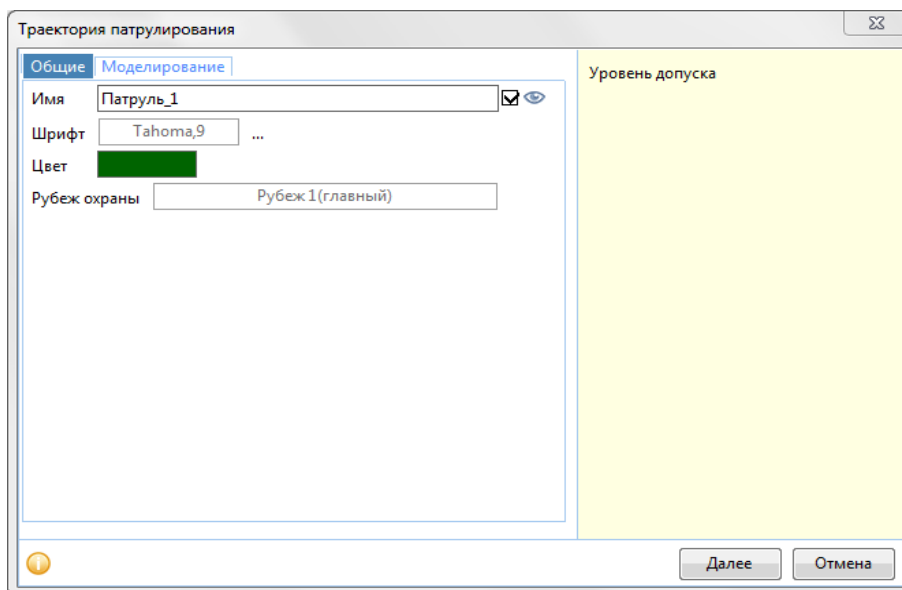 Траектория патрулирования
Общие Моделирование
Имя Патруль_1
Шрифт Tahoma,9 ...
Цвет
Рубеж охраны Рубеж 1(главный)
Уровень допуска
Далее Отмена